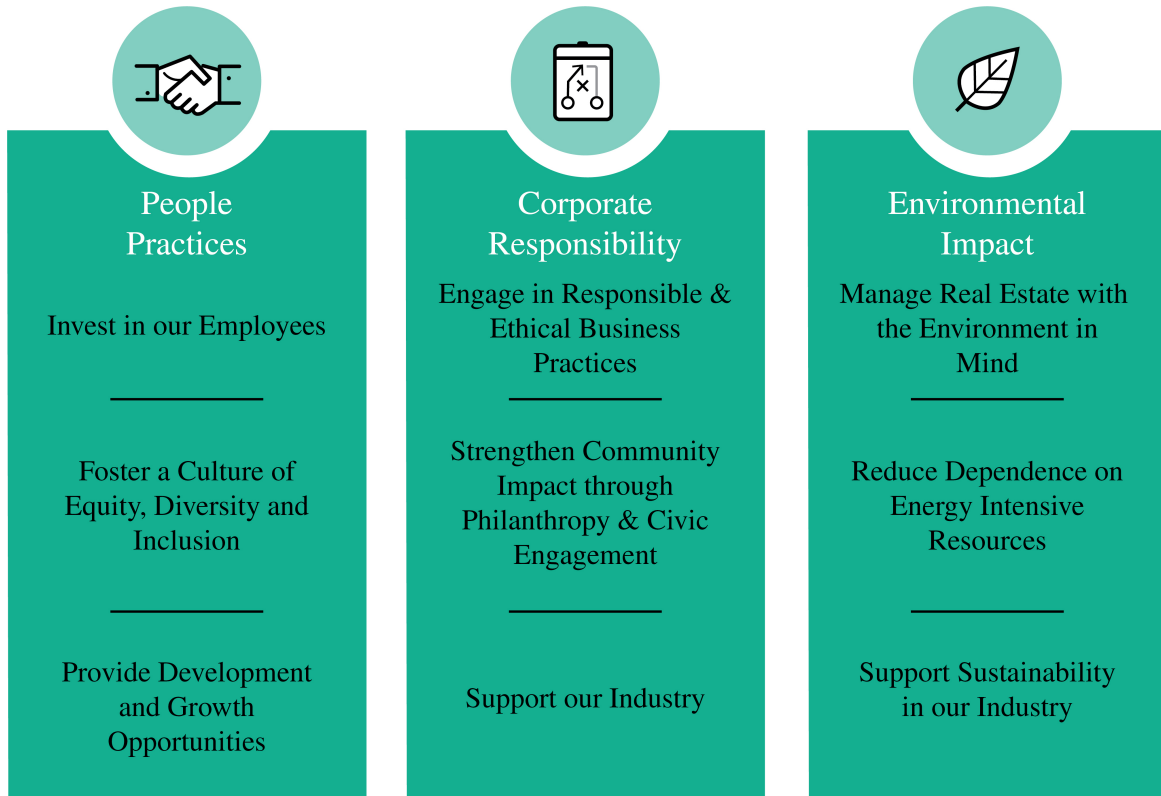 People
Practices
Invest in our Employees
Foster a Culture of
Equity, Diversity and
Inclusion
Provide Development
and Growth
Opportunities
Corporate
Responsibility
Engage in Responsible &
Ethical Business
Practices
Strengthen Community
Impact through
Philanthropy & Civic
Engagement
Support our Industry
Environmental
Impact
Manage Real Estate with
the Environment in
Mind
Reduce Dependence on
Energy Intensive
Resources
Support Sustainability
in our Industry